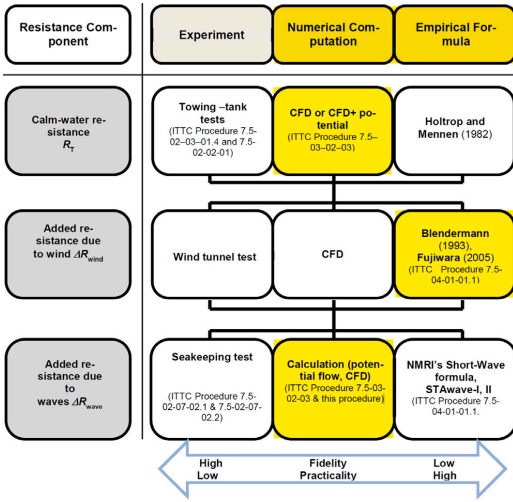 Resistance Com-
ponent
Experiment
Numerical Com-
putation
Empirical For-
mula
Calm-water re-
sistance
RT
Towing –tank
tests
(ITTC Procedure 7.5-
02–03–01.4 and 7.5-
02-02-01)
CFD or CFD+ po-
tential
(ITTC Procedure 7.5–
03–02–03)
Holtrop and
Mennen (1982)
Added re-
sistance due
to wind ΔRwind
Wind tunnel test
CFD
Blendermann
(1993),
Fujiwara (2005)
(ITTC Procedure 7.5-
04-01-01.1)
Added re-
sistance due
to
waves ΔRwave
Seakeeping test
(ITTC Procedure 7.5-
02-07-02.1 & 7.5-02-07-
02.2)
Calculation (poten-
tial flow, CFD)
(ITTC Procedure 7.5-03-
02-03 & this procedure)
NMRI's Short-Wave
formula,
STAwave-I, II
(ITTC Procedure 7.5-
04-01-01.1.
High Fidelity Low
Low Practicality High